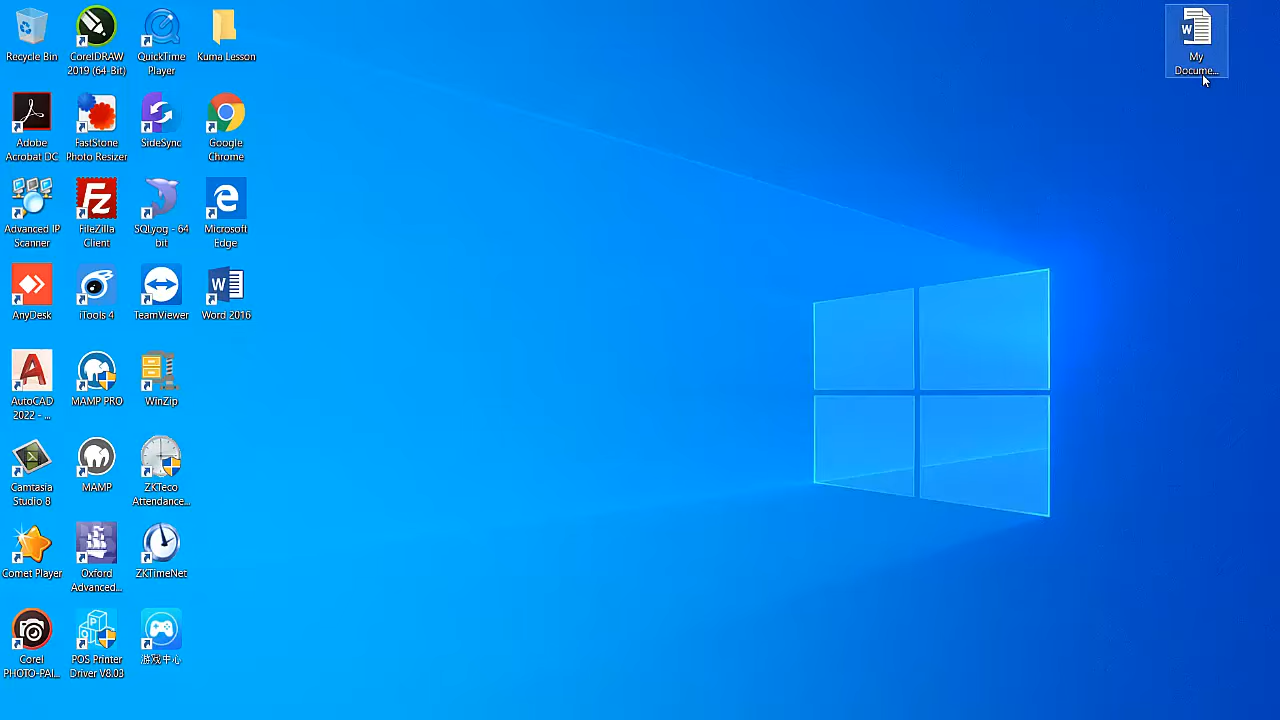 Recycle Bin
CorelDRAW
2019 (64-Bit)
QuickTime
Player
Kuma Lesson
My
Docume...
Adobe
Acrobat DC
FastStone
Photo Resizer
SideSync
Google
Chrome
Advanced IP
Scanner
FileZilla
Client
SQLyog - 64
bit
Microsoft
Edge
AnyDesk
iTools 4
TeamViewer
Word 2016
AutoCAD
2022 - ...
MAMP PRO
WinZip
Camtasia
Studio 8
MAMP
ZKTeco
Attendance...
Comet Player
Oxford
Advanced...
ZKTimeNet
Corel
PHOTO-PAI...
POS Printer
Driver V8.03
游戏中心